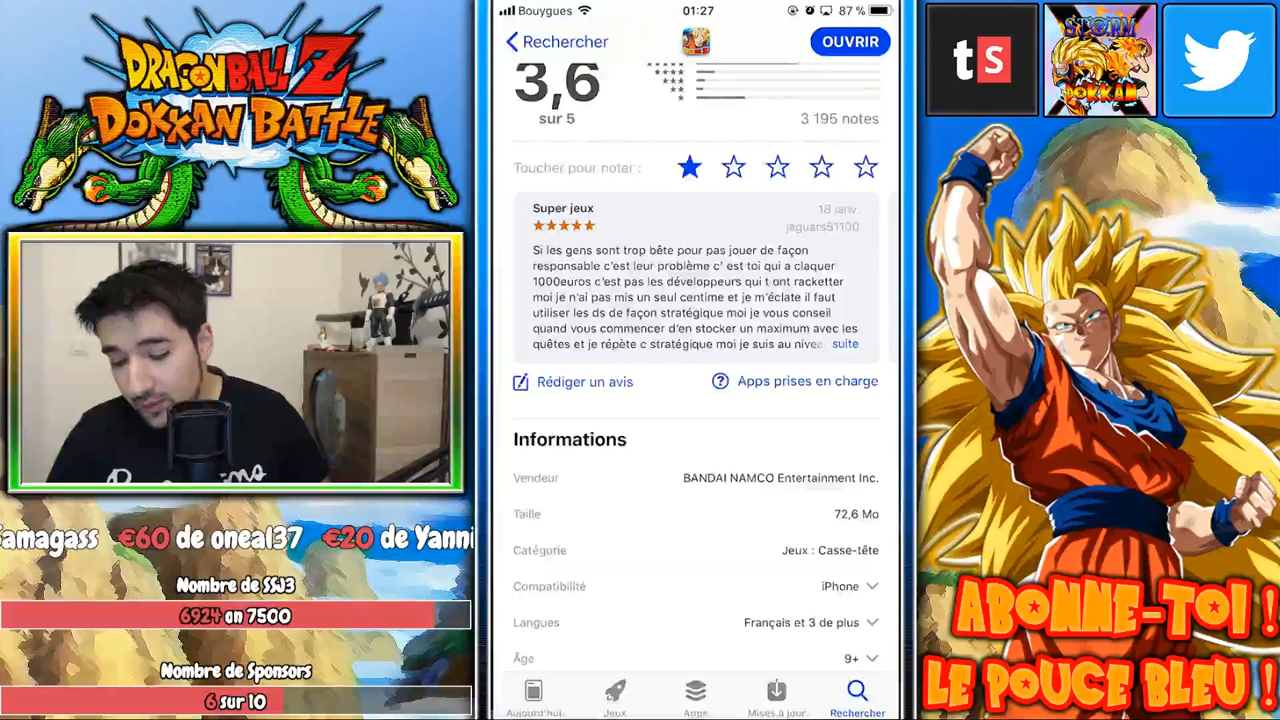 DRAGON BALL Z
DOKKAN BATTLE
Bouygues
01:27
87 %
Rechercher
OUVRIR
3,6
sur 5
3 195 notes
Toucher pour noter :
Super jeux
18 janv.
jaguars51100
Si les gens sont trop bête pour pas jouer de façon
responsable c'est leur problème c' est toi qui a claquer
1000euros c'est pas les développeurs qui t ont racketter
moi je n'ai pas mis un seul centime et je m'éclate il faut
utiliser les ds de façon stratégique moi je vous conseil
quand vous commencer d'en stocker un maximum avec les
quêtes et je répète c stratégique moi je suis au nivea
suite
Rédiger un avis
Apps prises en charge
Informations
Vendeur
BANDAI NAMCO Entertainment Inc.
Taille
72,6 Mo
Catégorie
Jeux : Casse-tête
Compatibilité
iPhone
Langues
Français et 3 de plus
Âge
9+
Aujourd'hui
Jeux
Apps
Mises à jour
Rechercher
amagass €60 de oneal37 €20 de Yanni
Nombre de SSJ3
6924 an 7500
Nombre de Sponsors
6 sur 10
ts
STORM
DOKKAN
ABONNE-TOI !
LE POUCE BLEU !